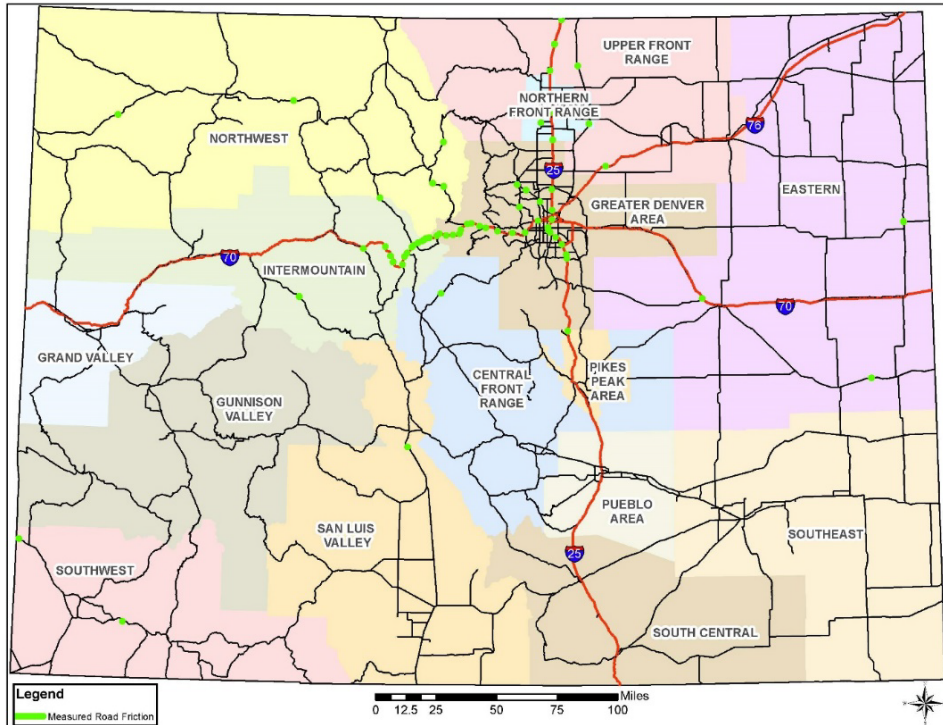 UPPER FRONT
RANGE
NORTHERN
FRONT RANGE
76
NORTHWEST
25
EASTERN
GREATER DENVER
AREA
70
INTERMOUNTAIN
70
GRAND VALLEY
CENTRAL
FRONT
RANGE
PIKES
PEAK
AREA
GUNNISON
VALLEY
PUEBLO
AREA
SAN LUIS
VALLEY
SOUTHEAST
25
SOUTHWEST
SOUTH CENTRAL
Legend
Measured Road Friction
Miles
0 12.5 25 50 75 100